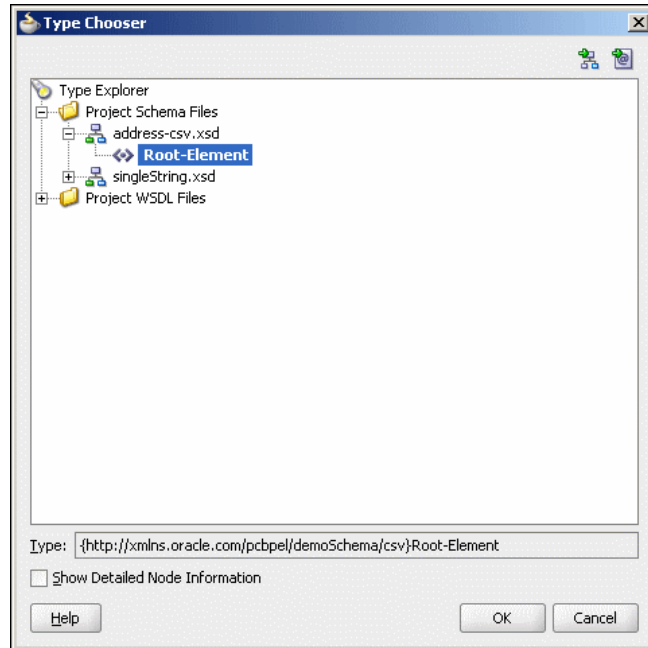 Type Chooser
Type Explorer
Project Schema Files
address-csv.xsd
Root-Element
singleString.xsd
Project WSDL Files
Type: {http://xmlns.oracle.com/pcbpel/demoSchema/csv}Root-Element
Show Detailed Node Information
Help OK Cancel